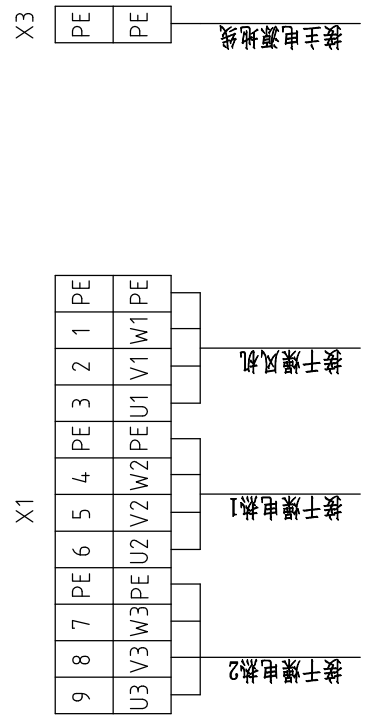 X3
PE PE
接主电源地线
X1
PE PE
1 W1
2 V1
3 U1
接干燥风机
PE PE
4 W2
5 V2
6 U2
接干燥电热1
PE PE
7 W3
8 V3
9 U3
接干燥电热2